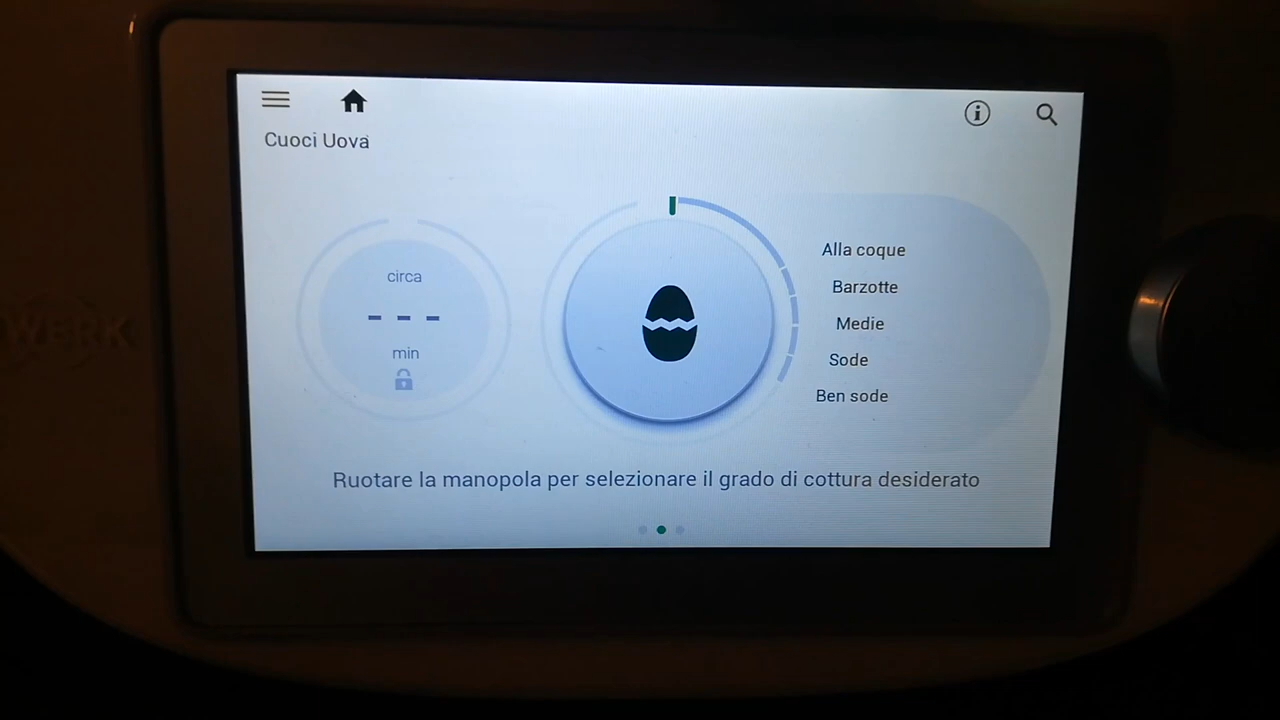 Cuoci Uova
circa
- - -
min
Alla coque
Barzotte
Medie
Sode
Ben sode
Ruotare la manopola per selezionare il grado di cottura desiderato
WERK